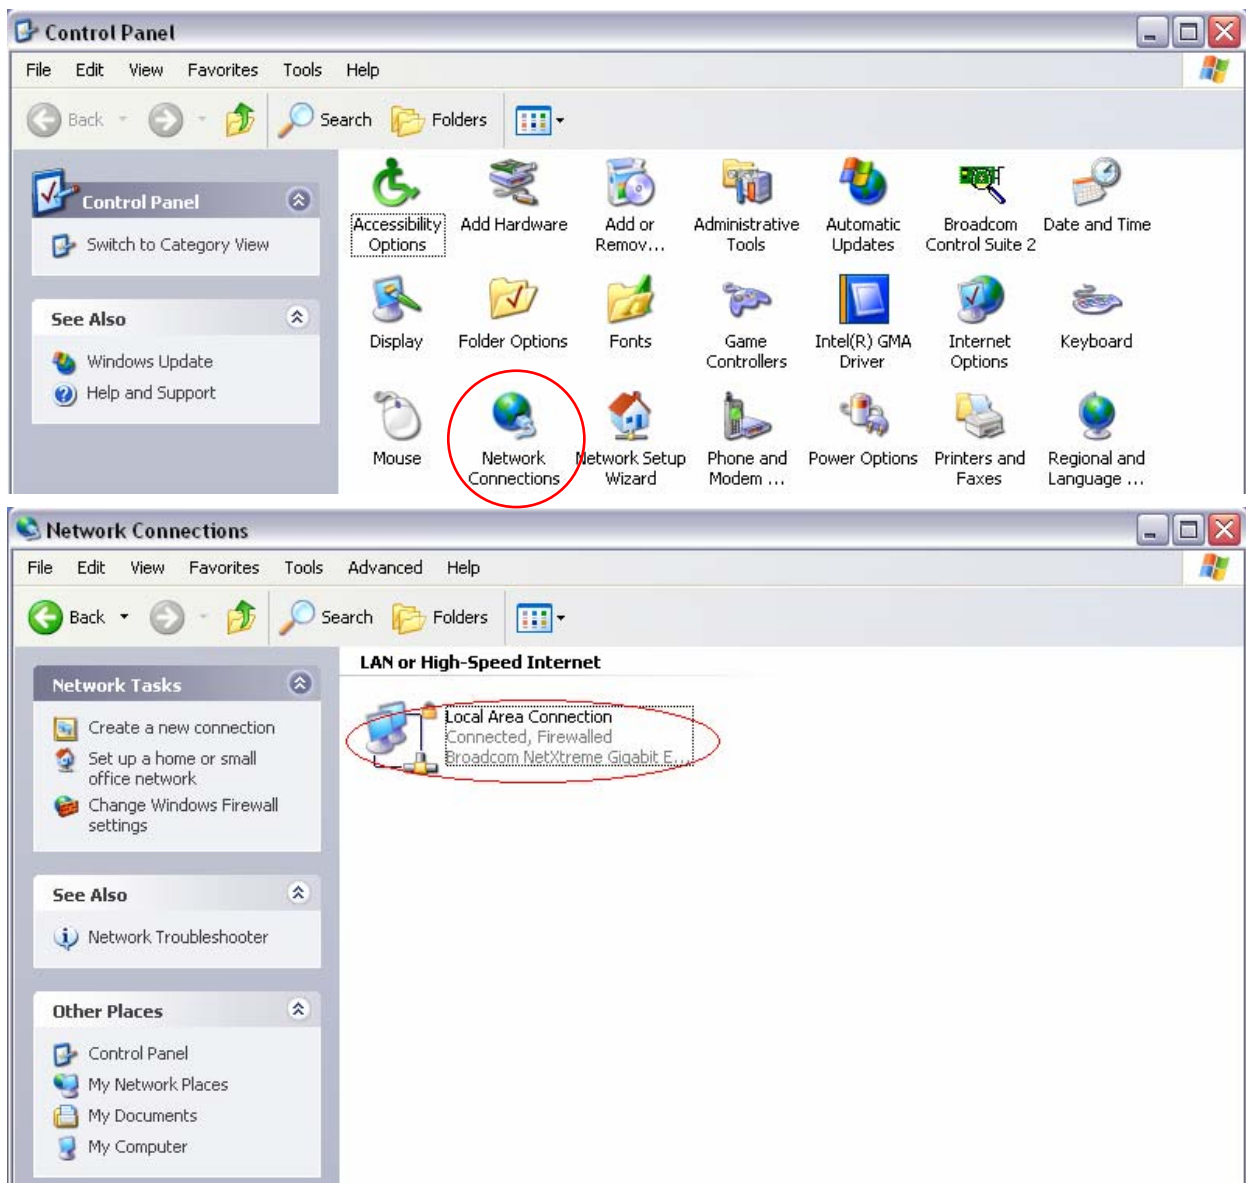 Control Panel
File Edit View Favorites Tools Help
Back Search Folders
Control Panel
Switch to Category View
See Also
Windows Update
Help and Support
Accessibility Options
Add Hardware
Add or Remov...
Administrative Tools
Automatic Updates
Broadcom Control Suite 2
Date and Time
Display
Folder Options
Fonts
Game Controllers
Intel(R) GMA Driver
Internet Options
Keyboard
Mouse
Network Connections
Network Setup Wizard
Phone and Modem ...
Power Options
Printers and Faxes
Regional and Language ...
Network Connections
File Edit View Favorites Tools Advanced Help
Back Search Folders
Network Tasks
Create a new connection
Set up a home or small
office network
Change Windows Firewall
settings
See Also
Network Troubleshooter
Other Places
Control Panel
My Network Places
My Documents
My Computer
LAN or High-Speed Internet
Local Area Connection
Connected, Firewalled
Broadcom NetXtreme Gigabit E...